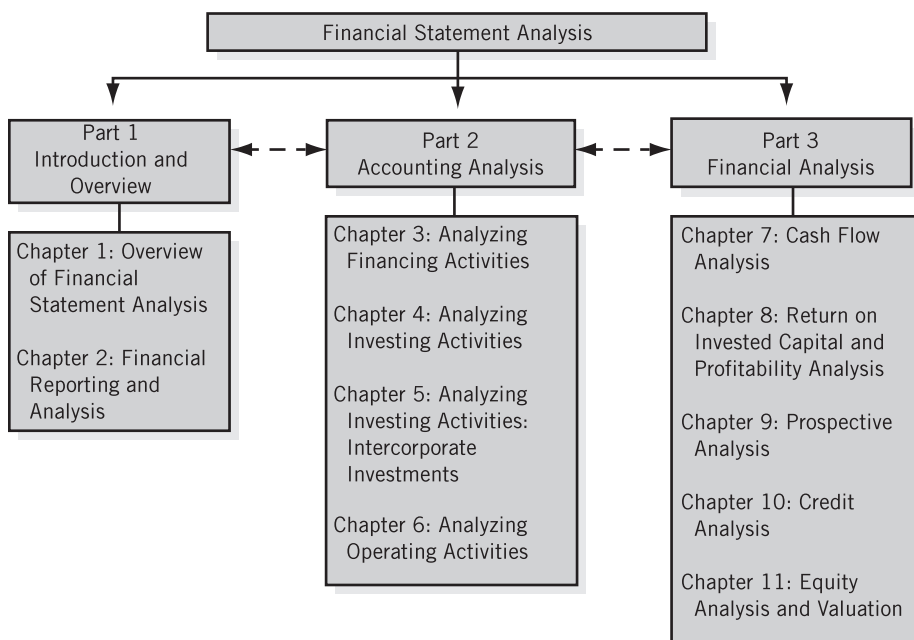 Financial Statement Analysis
Part 1
Introduction and
Overview
Part 2
Accounting Analysis
Part 3
Financial Analysis
Chapter 1: Overview
of Financial
Statement Analysis
Chapter 2: Financial
Reporting and
Analysis
Chapter 3: Analyzing
Financing Activities
Chapter 4: Analyzing
Investing Activities
Chapter 5: Analyzing
Investing Activities:
Intercorporate
Investments
Chapter 6: Analyzing
Operating Activities
Chapter 7: Cash Flow
Analysis
Chapter 8: Return on
Invested Capital and
Profitability Analysis
Chapter 9: Prospective
Analysis
Chapter 10: Credit
Analysis
Chapter 11: Equity
Analysis and Valuation